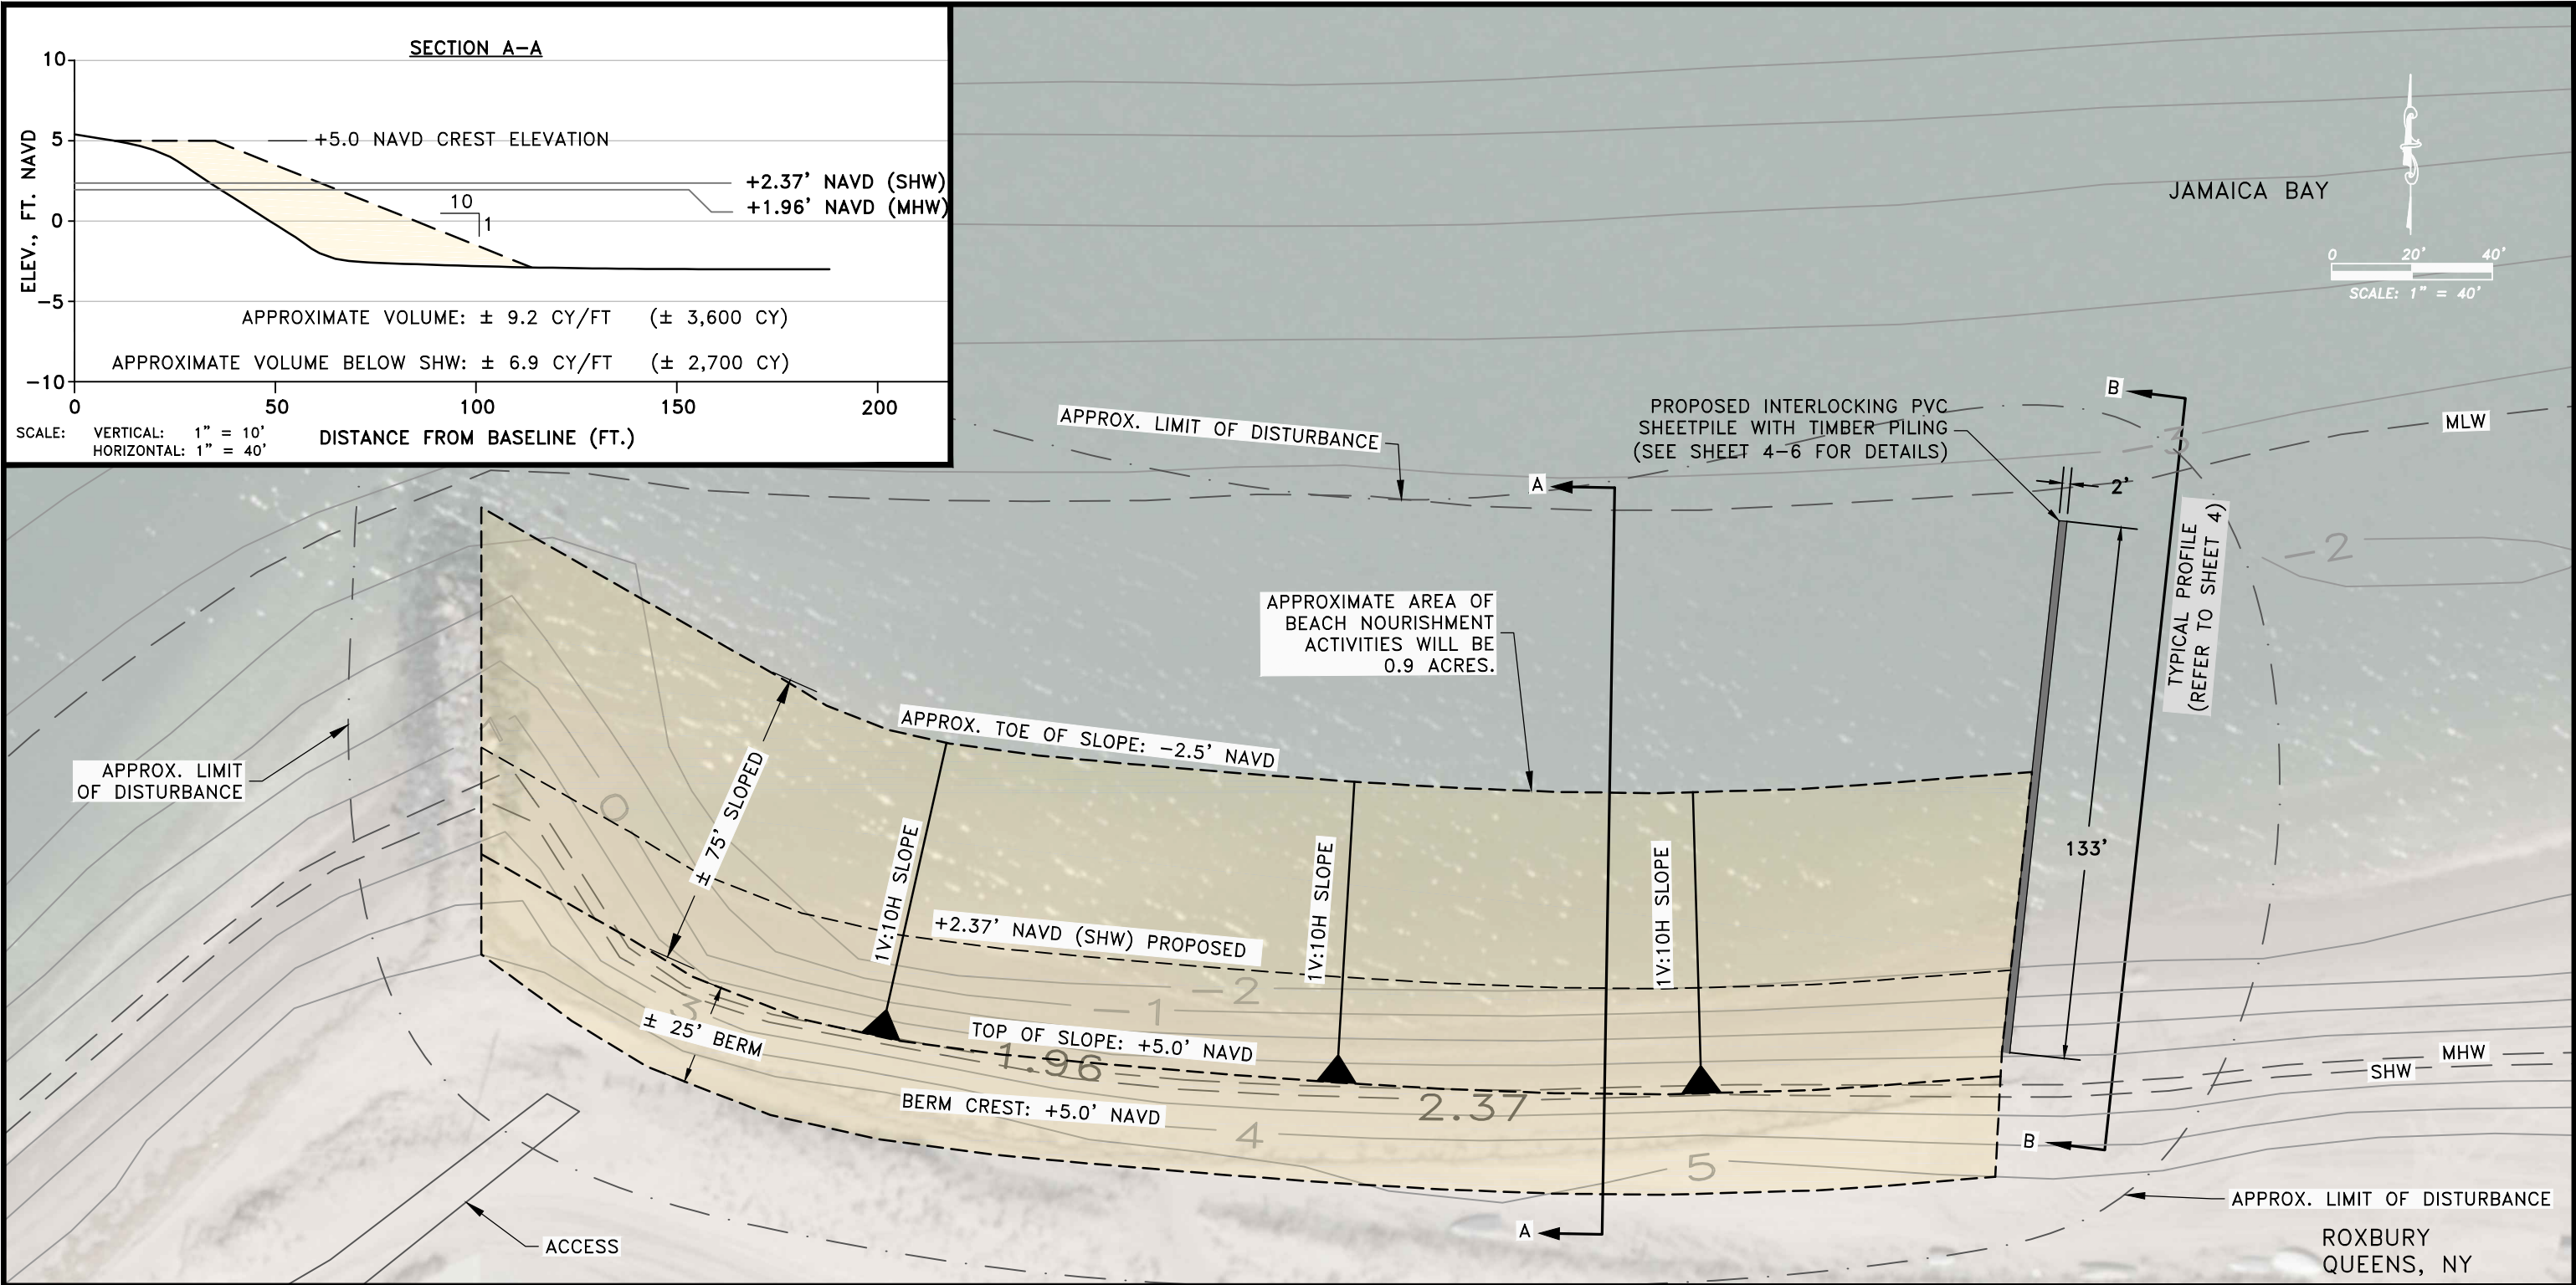 SECTION A-A
10
5
0
-5
-10
ELEV., FT. NAVD
+5.0 NAVD CREST ELEVATION
+2.37' NAVD (SHW)
+1.96' NAVD (MHW)
10
1
APPROXIMATE VOLUME: ± 9.2 CY/FT (± 3,600 CY)
APPROXIMATE VOLUME BELOW SHW: ± 6.9 CY/FT (± 2,700 CY)
0 50 100 150 200
SCALE: VERTICAL: 1" = 10'
HORIZONTAL: 1" = 40'
DISTANCE FROM BASELINE (FT.)
JAMAICA BAY
0 20' 40'
SCALE: 1" = 40'
APPROX. LIMIT OF DISTURBANCE
PROPOSED INTERLOCKING PVC
SHEETPILE WITH TIMBER PILING
(SEE SHEET 4-6 FOR DETAILS)
B
MLW
-3
A
2'
-2
TYPICAL PROFILE
(REFER TO SHEET 4)
APPROXIMATE AREA OF
BEACH NOURISHMENT
ACTIVITIES WILL BE
0.9 ACRES.
APPROX. LIMIT
OF DISTURBANCE
APPROX. TOE OF SLOPE: -2.5' NAVD
± 75' SLOPED
0
1V:10H SLOPE
1V:10H SLOPE
1V:10H SLOPE
133'
+2.37' NAVD (SHW) PROPOSED
-2
-1
3
± 25' BERM
TOP OF SLOPE: +5.0' NAVD
1.96
BERM CREST: +5.0' NAVD
2.37
4
5
MHW
SHW
B
A
ACCESS
APPROX. LIMIT OF DISTURBANCE
ROXBURY
QUEENS, NY